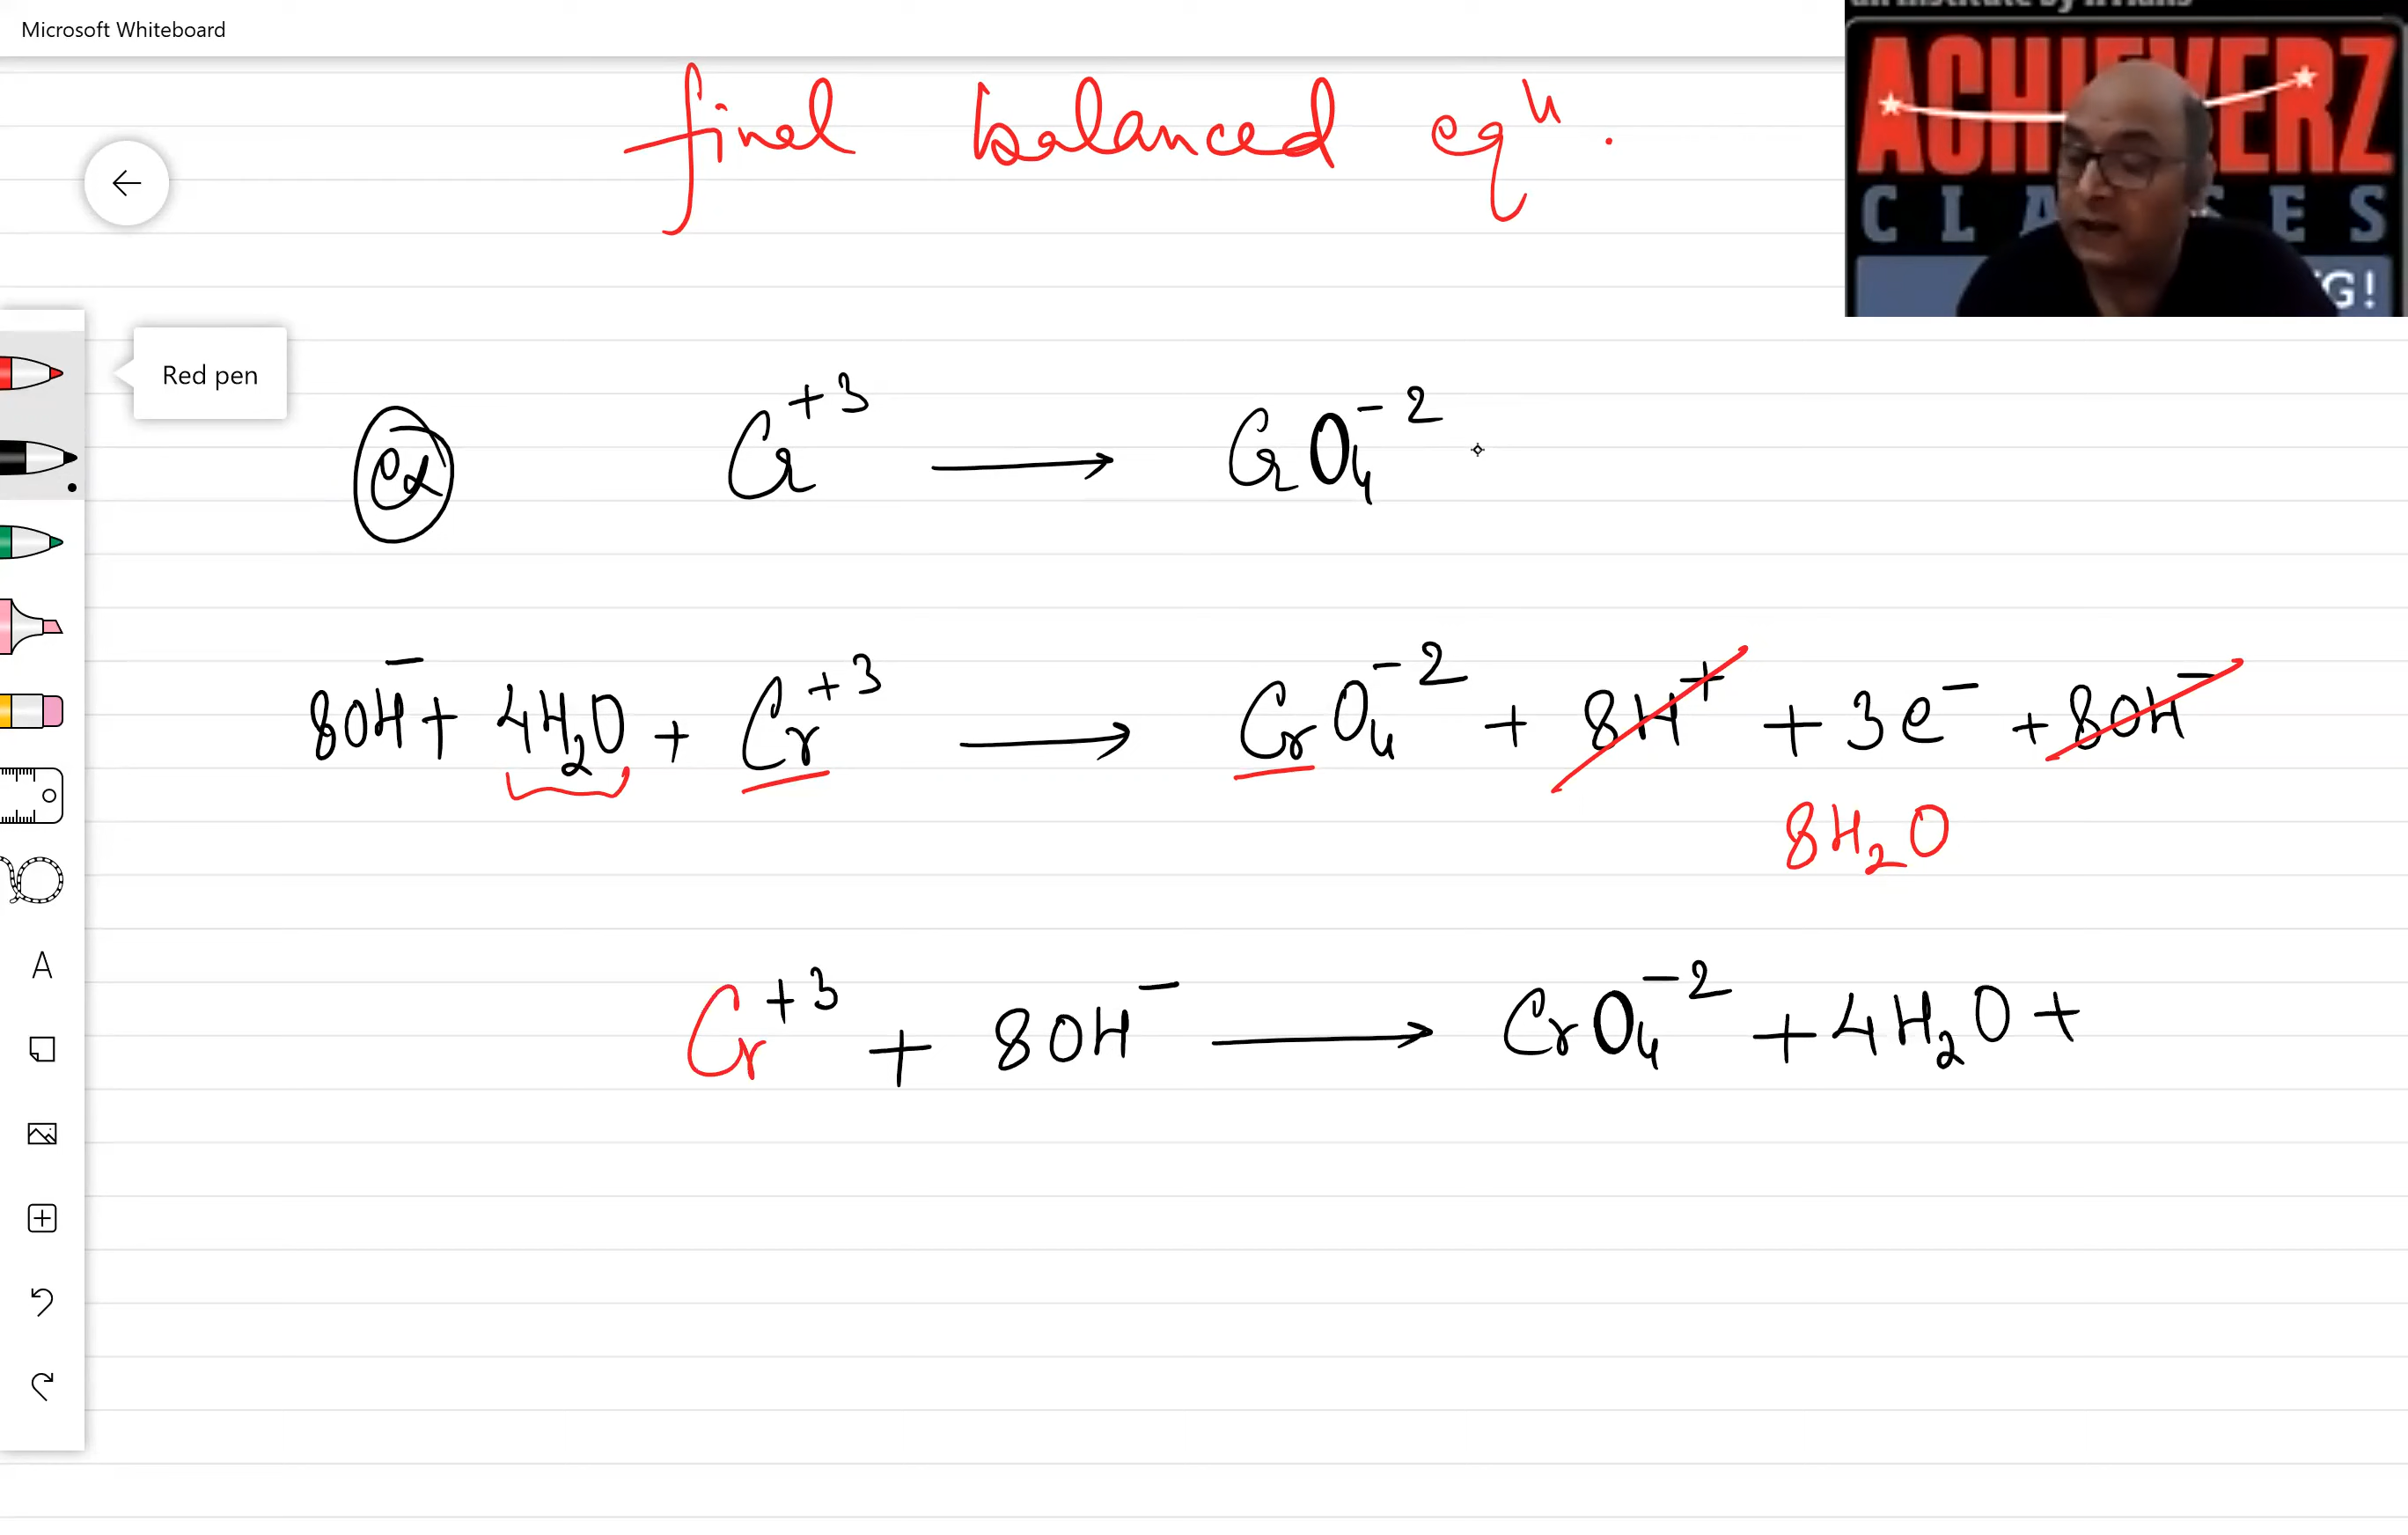 Microsoft Whiteboard
ACHIEVERZ
CLASSES
G!
final balanced eqⁿ.
Red pen
ex Cr⁺³ ⟶ CrO₄⁻²
8OH⁻ + 4H₂O + Cr⁺³ ⟶ CrO₄⁻² + 8H⁺ + 3e⁻ + 8OH⁻
8H₂O
Cr⁺³ + 8OH⁻ ⟶ CrO₄⁻² + 4H₂O +
A